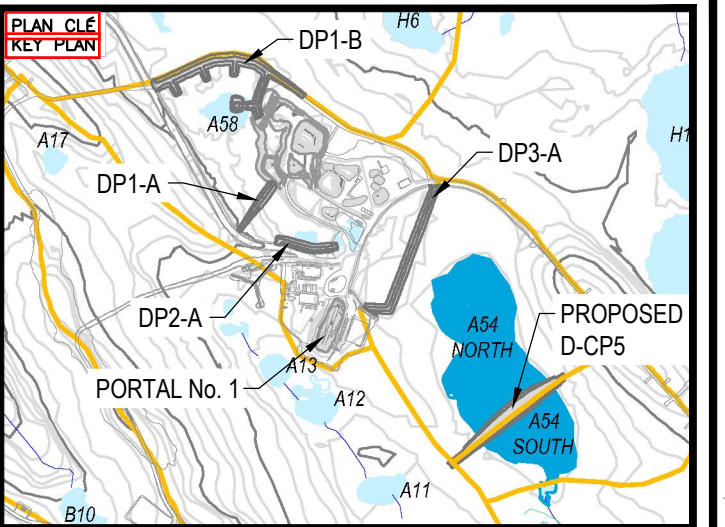 PLAN CLÉ
KEY PLAN
H6
DP1-B
A17
A58
H1
DP1-A
DP3-A
DP2-A
A54
NORTH
PROPOSED
D-CP5
PORTAL No. 1
A13
A12
A54
SOUTH
A11
B10